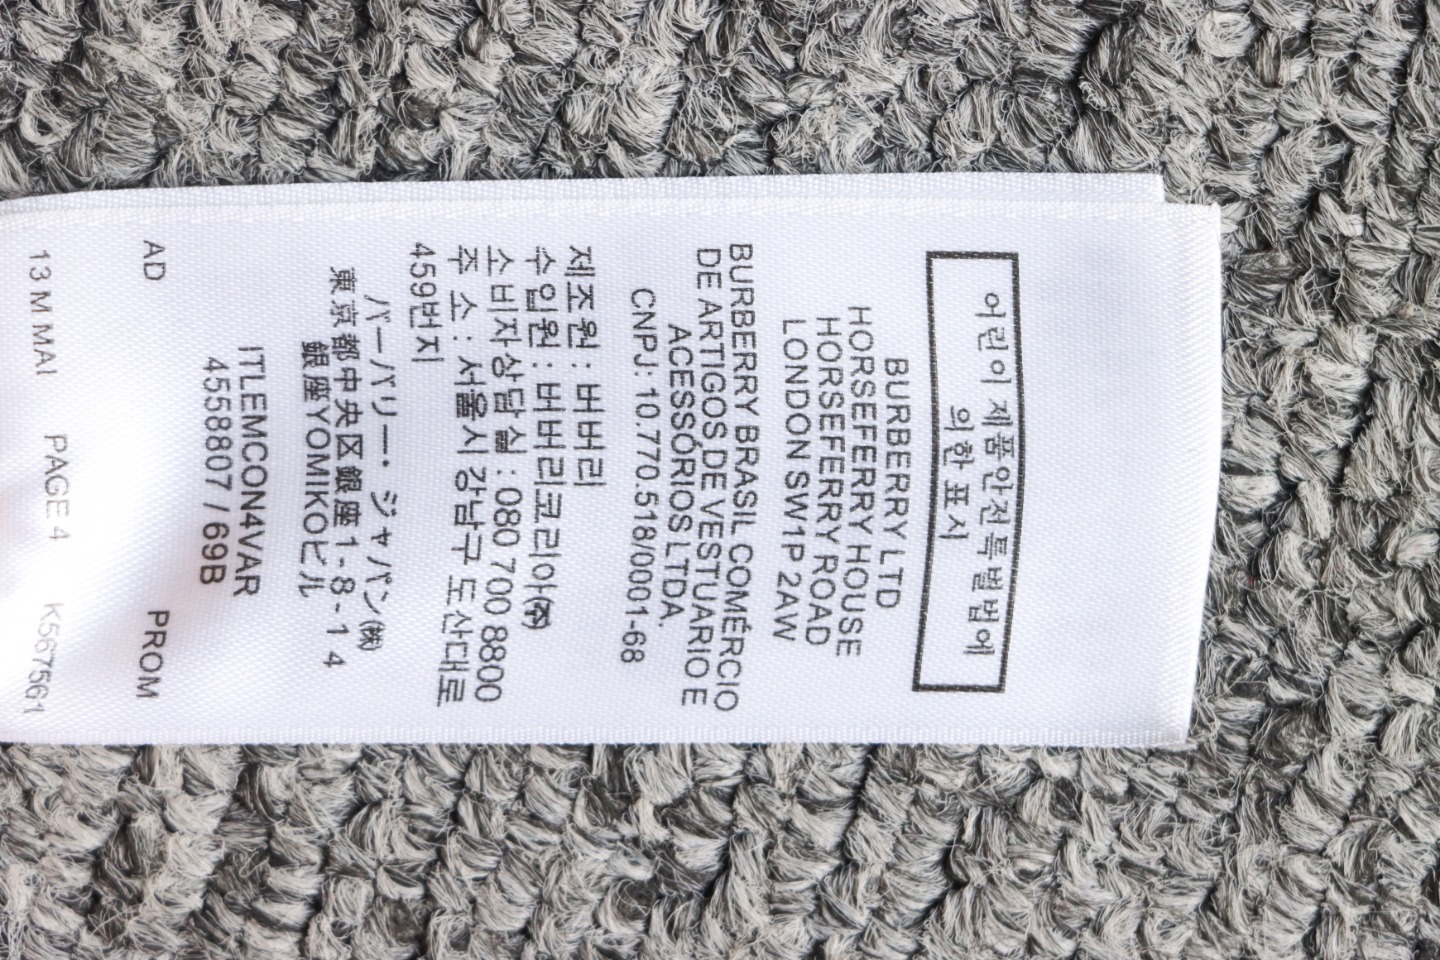 어린이 제품안전특별법에
의한 표시
BURBERRY LTD
HORSEFERRY HOUSE
HORSEFERRY ROAD
LONDON SW1P 2AW
BURBERRY BRASIL COMÉRCIO
DE ARTIGOS DE VESTUARIO E
ACESSÓRIOS LTDA.
CNPJ: 10.770.518/0001-68
제조원 : 버버리
수입원 : 버버리코리아㈜
소비자상담실 : 080 700 8800
주 소 : 서울시 강남구 도산대로
459번지
バーバリー・ジャパン㈱
東京都中央区銀座1-8-14
銀座YOMIKOビル
ITLEMCON4VAR
4558807 / 69B
AD PROM
13 M MAI PAGE 4 K567561